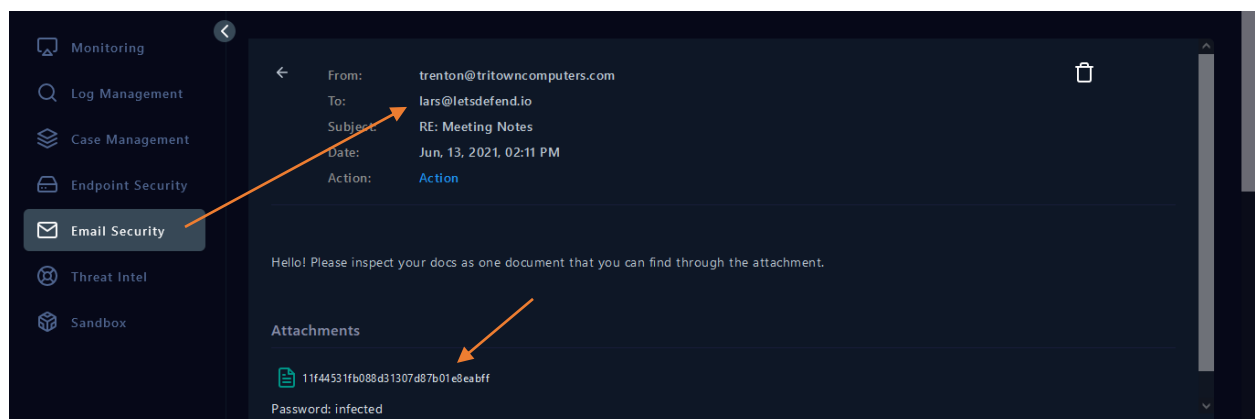 Monitoring
Log Management
Case Management
Endpoint Security
Email Security
Threat Intel
Sandbox
From: trenton@tritowncomputers.com
To: lars@letsdefend.io
Subject: RE: Meeting Notes
Date: Jun, 13, 2021, 02:11 PM
Action: Action
Hello! Please inspect your docs as one document that you can find through the attachment.
Attachments
11f44531fb088d31307d87b01e8eabff
Password: infected